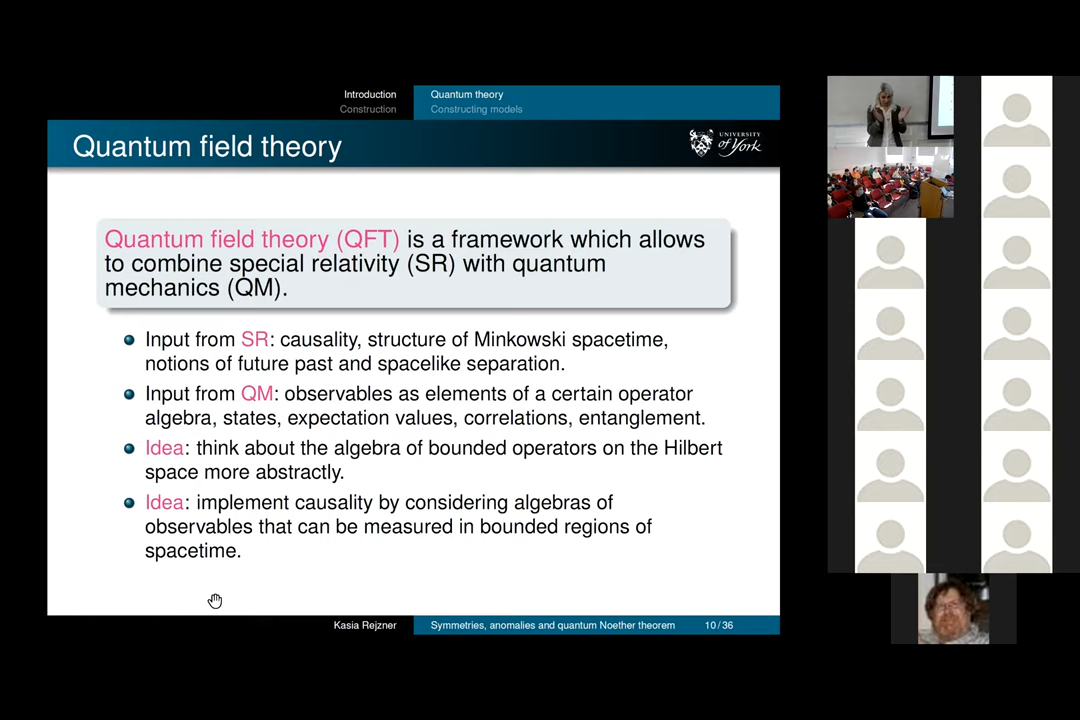 Introduction
Construction
Quantum theory
Constructing models
Quantum field theory
UNIVERSITY
of York
Quantum field theory (QFT) is a framework which allows
to combine special relativity (SR) with quantum
mechanics (QM).
Input from SR: causality, structure of Minkowski spacetime,
notions of future past and spacelike separation.
Input from QM: observables as elements of a certain operator
algebra, states, expectation values, correlations, entanglement.
Idea: think about the algebra of bounded operators on the Hilbert
space more abstractly.
Idea: implement causality by considering algebras of
observables that can be measured in bounded regions of
spacetime.
Kasia Rejzner
Symmetries, anomalies and quantum Noether theorem
10/36